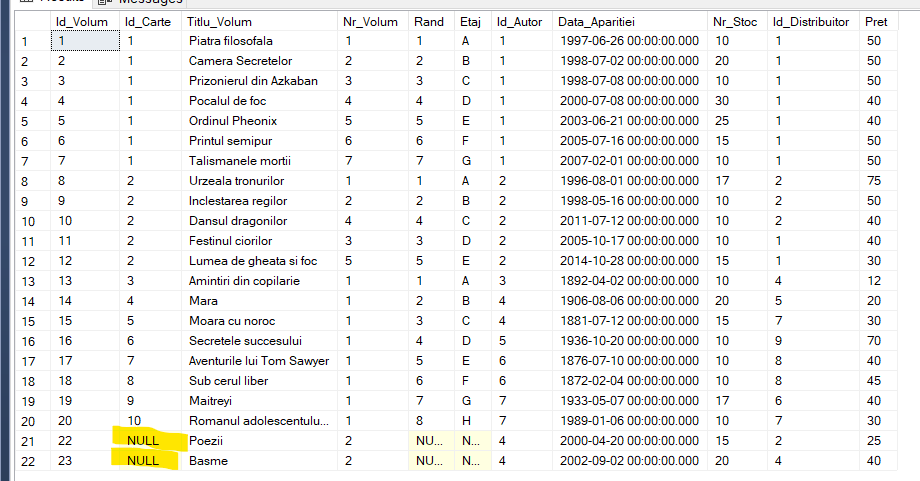 Messages
Id_Volum Id_Carte Titlu_Volum Nr_Volum Rand Etaj Id_Autor Data_Aparitiei Nr_Stoc Id_Distribuitor Pret
1 1 1 Piatra filosofala 1 1 A 1 1997-06-26 00:00:00.000 10 1 50
2 2 1 Camera Secretelor 2 2 B 1 1998-07-02 00:00:00.000 20 1 50
3 3 1 Prizonierul din Azkaban 3 3 C 1 1998-07-08 00:00:00.000 10 1 50
4 4 1 Pocalul de foc 4 4 D 1 2000-07-08 00:00:00.000 30 1 40
5 5 1 Ordinul Pheonix 5 5 E 1 2003-06-21 00:00:00.000 25 1 40
6 6 1 Printul semipur 6 6 F 1 2005-07-16 00:00:00.000 15 1 50
7 7 1 Talismanele mortii 7 7 G 1 2007-02-01 00:00:00.000 10 1 50
8 8 2 Urzeala tronurilor 1 1 A 2 1996-08-01 00:00:00.000 17 2 75
9 9 2 Inclestarea regilor 2 2 B 2 1998-05-16 00:00:00.000 10 2 50
10 10 2 Dansul dragonilor 4 4 C 2 2011-07-12 00:00:00.000 10 2 40
11 11 2 Festinul ciorilor 3 3 D 2 2005-10-17 00:00:00.000 10 1 40
12 12 2 Lumea de gheata si foc 5 5 E 2 2014-10-28 00:00:00.000 15 1 30
13 13 3 Amintiri din copilarie 1 1 A 3 1892-04-02 00:00:00.000 10 4 12
14 14 4 Mara 1 2 B 4 1906-08-06 00:00:00.000 20 5 20
15 15 5 Moara cu noroc 1 3 C 4 1881-07-12 00:00:00.000 15 7 30
16 16 6 Secretele succesului 1 4 D 5 1936-10-20 00:00:00.000 10 9 70
17 17 7 Aventurile lui Tom Sawyer 1 5 E 6 1876-07-10 00:00:00.000 10 8 40
18 18 8 Sub cerul liber 1 6 F 6 1872-02-04 00:00:00.000 10 8 45
19 19 9 Maitreyi 1 7 G 7 1933-05-07 00:00:00.000 17 6 40
20 20 10 Romanul adolescentulu... 1 8 H 7 1989-01-06 00:00:00.000 10 7 30
21 22 NULL Poezii 2 NU... N... 4 2000-04-20 00:00:00.000 15 2 25
22 23 NULL Basme 2 NU... N... 4 2002-09-02 00:00:00.000 20 4 40